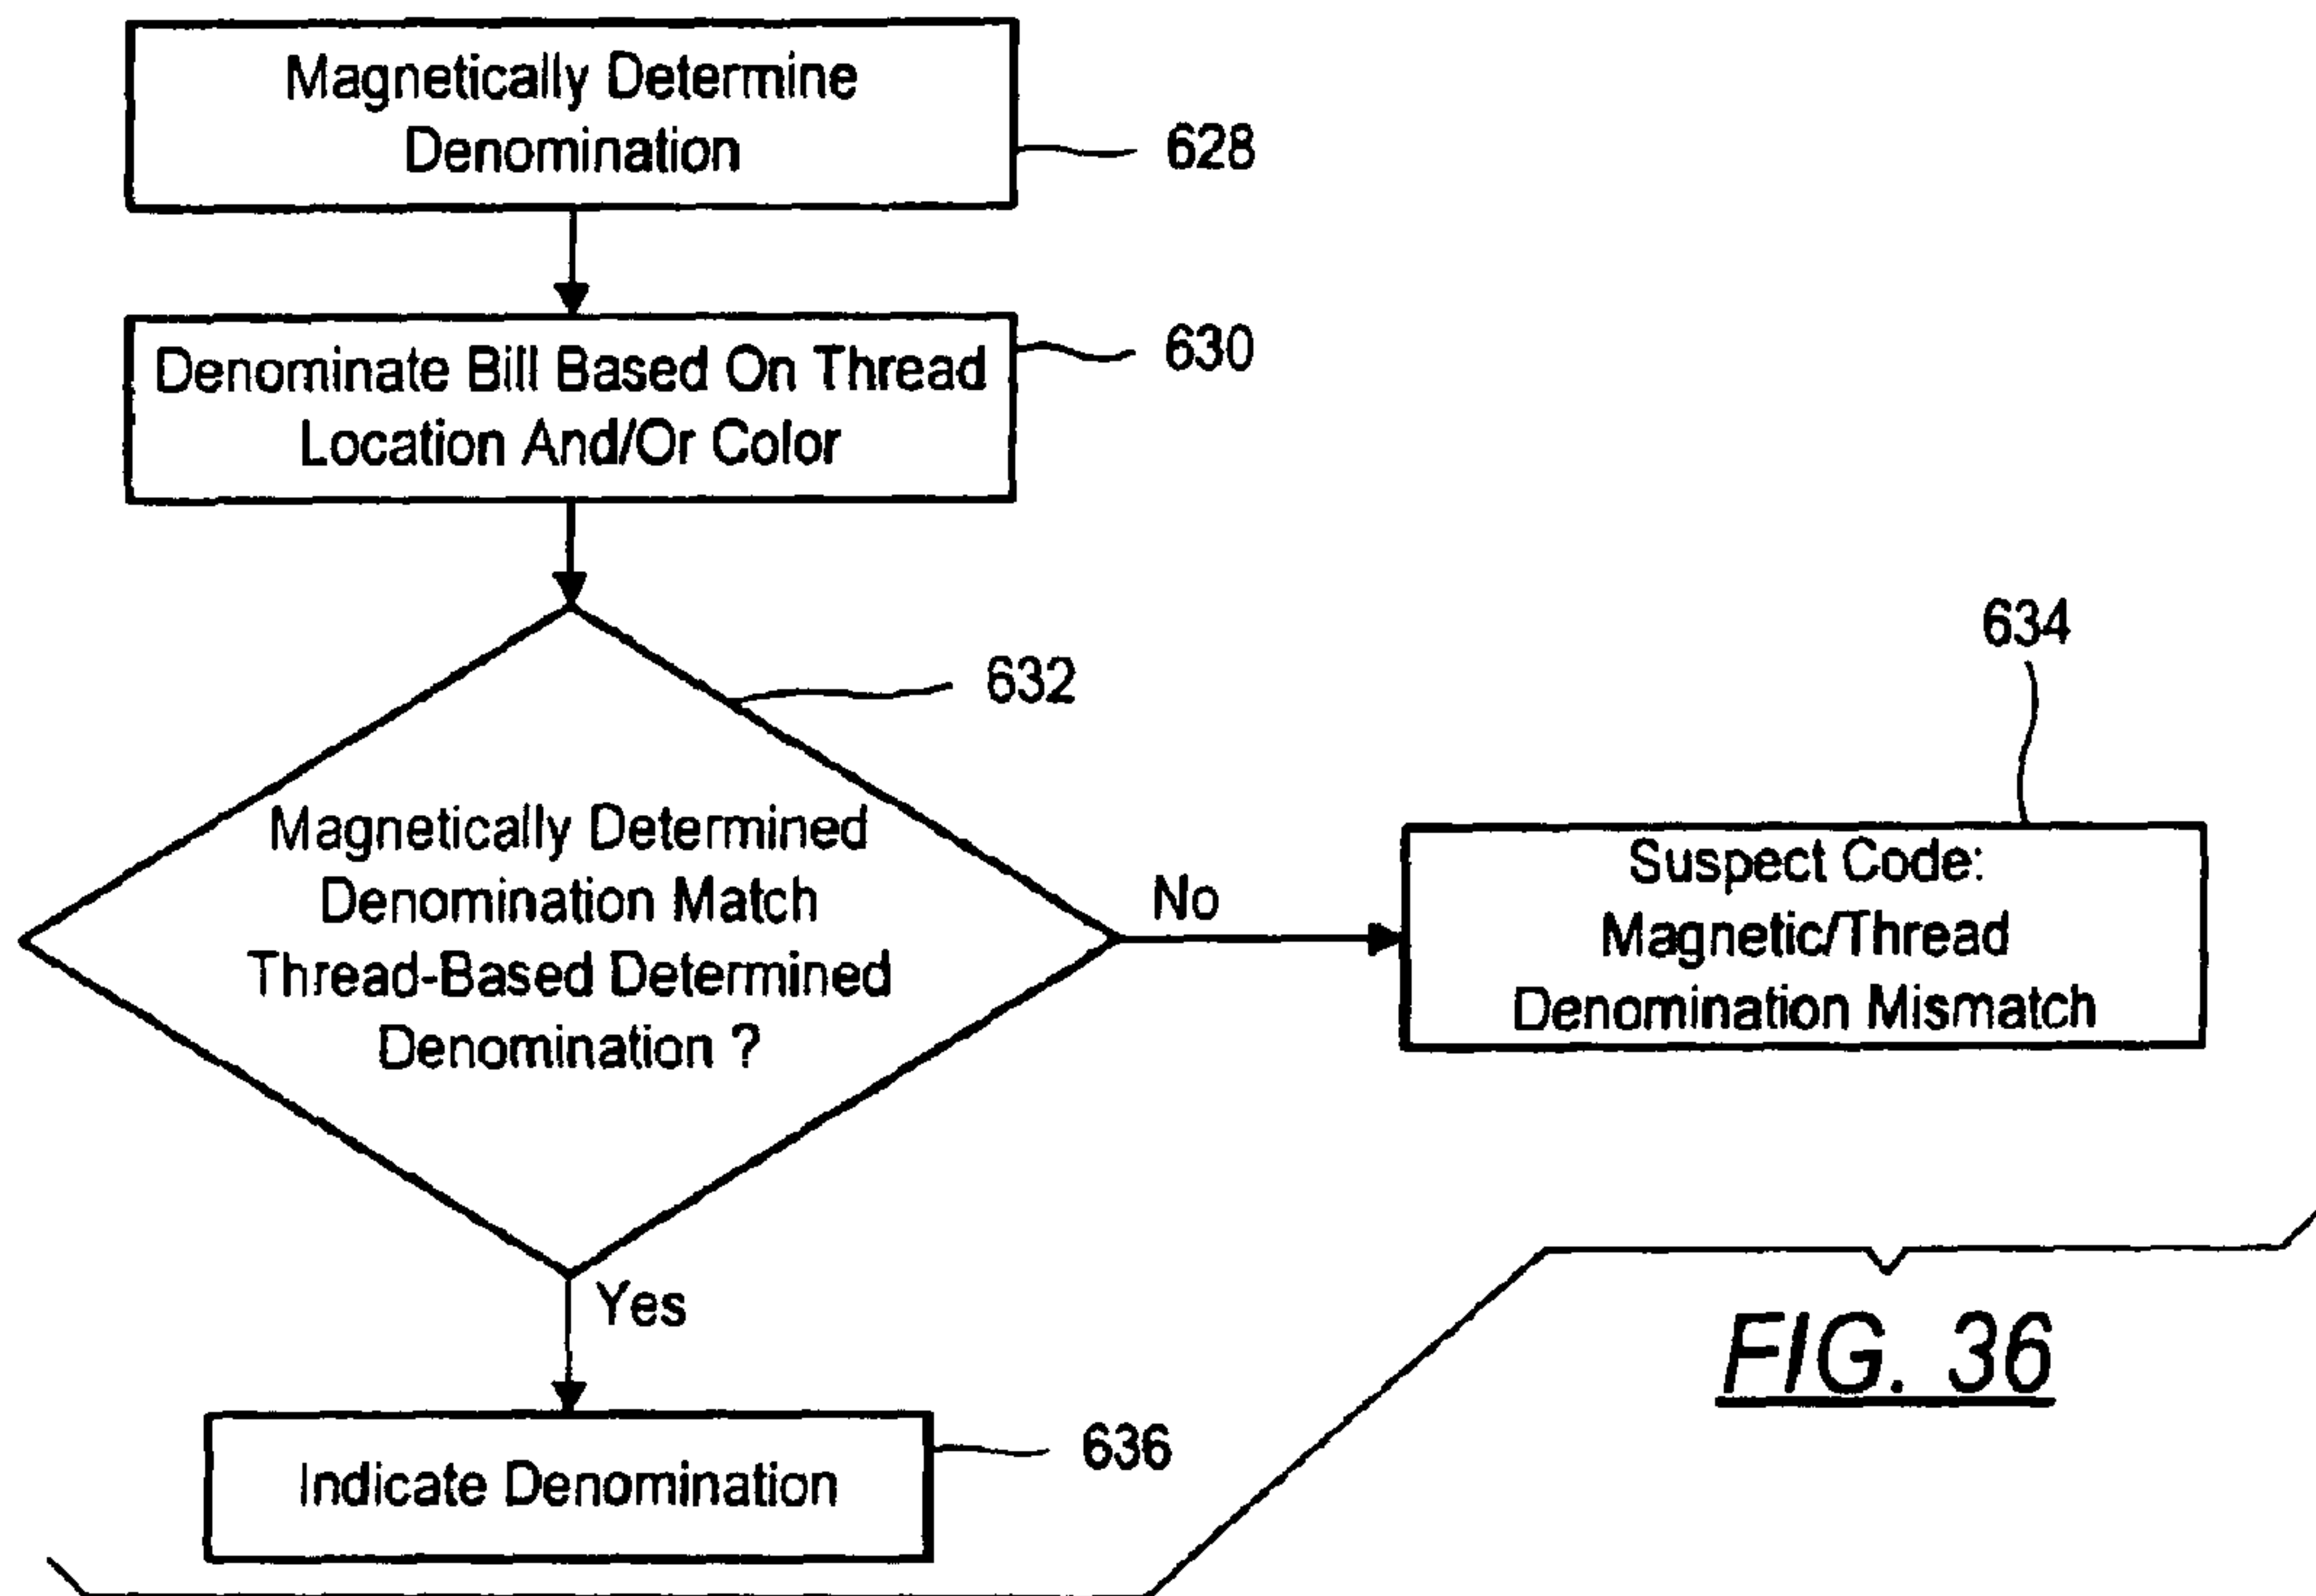 Magnetically Determine
Denomination
628
Denominate Bill Based On Thread
Location And/Or Color
630
632
Magnetically Determined
Denomination Match
Thread-Based Determined
Denomination ?
No
634
Suspect Code:
Magnetic/Thread
Denomination Mismatch
Yes
Indicate Denomination
636
FIG. 36